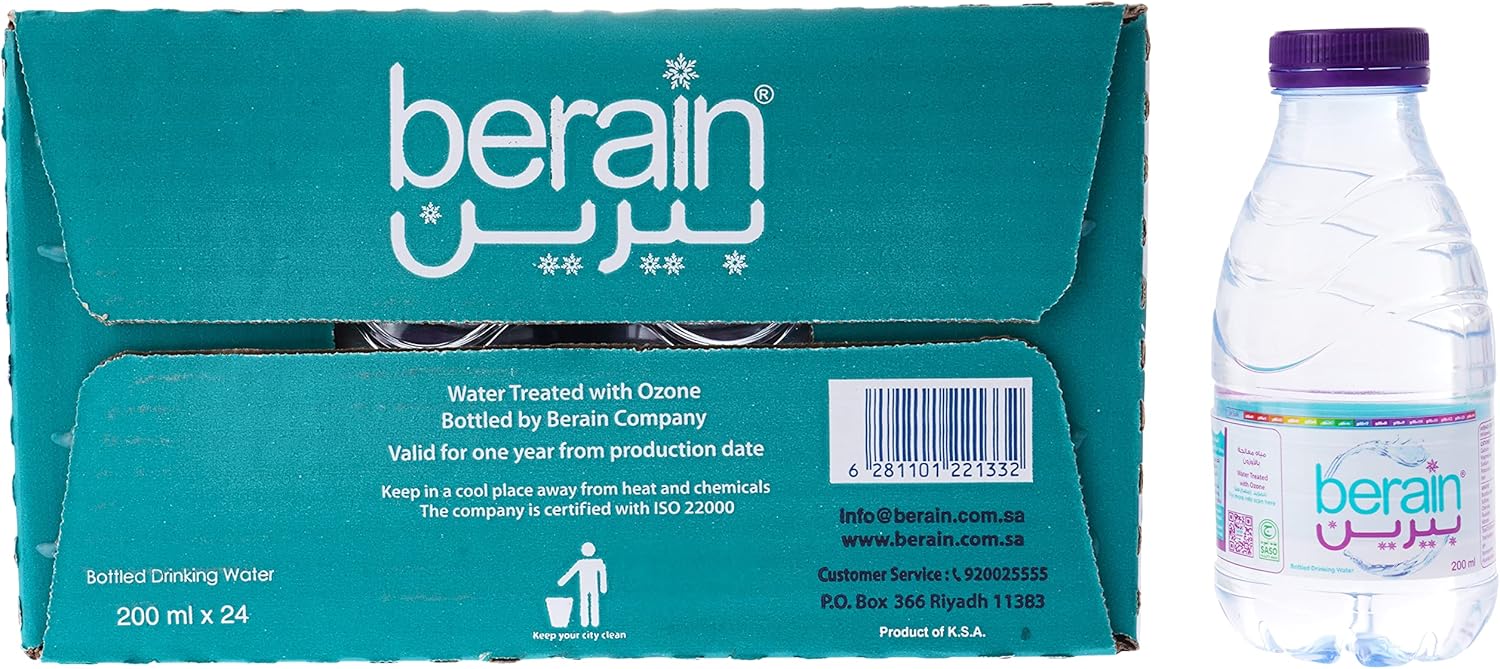 berain®
بيرين
Water Treated with Ozone
Bottled by Berain Company
Valid for one year from production date
Keep in a cool place away from heat and chemicals
The company is certified with ISO 22000
Bottled Drinking Water
200 ml x 24
Keep your city clean
6 281101 221332
Info@berain.com.sa
www.berain.com.sa
Customer Service : 920025555
P.O. Box 366 Riyadh 11383
Product of K.S.A.
مياه معالجة
بالأوزون
Water Treated
with Ozone
SASO
berain®
بيرين
Bottled Drinking Water
200 ml